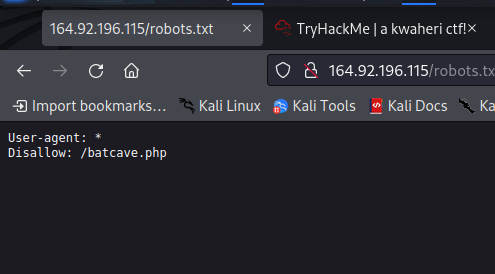 164.92.196.115/robots.txt
TryHackMe | a kwaheri ctf!
164.92.196.115/robots.tx
Import bookmarks... Kali Linux Kali Tools Kali Docs Ka
User-agent: *
Disallow: /batcave.php